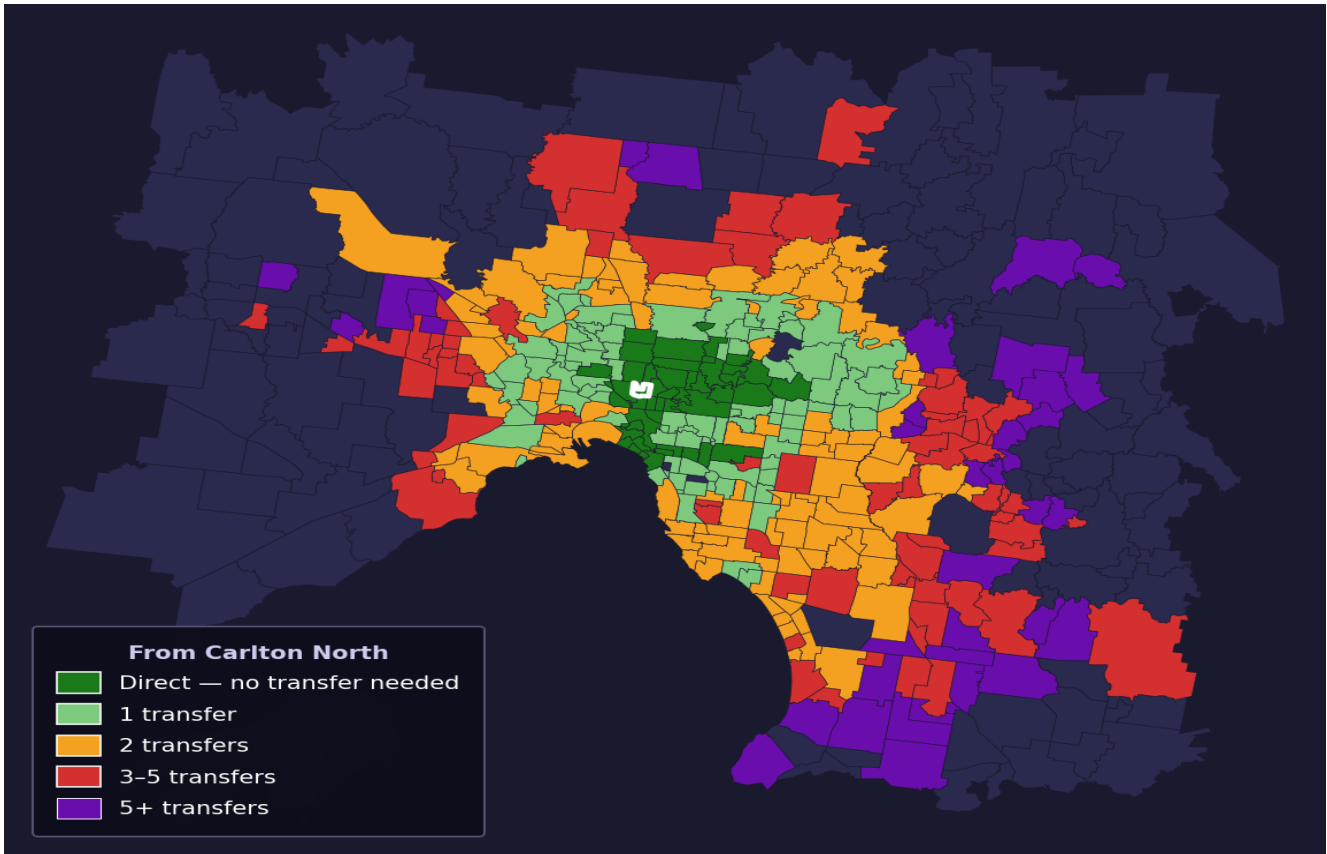 From Carlton North
Direct — no transfer needed
1 transfer
2 transfers
3–5 transfers
5+ transfers